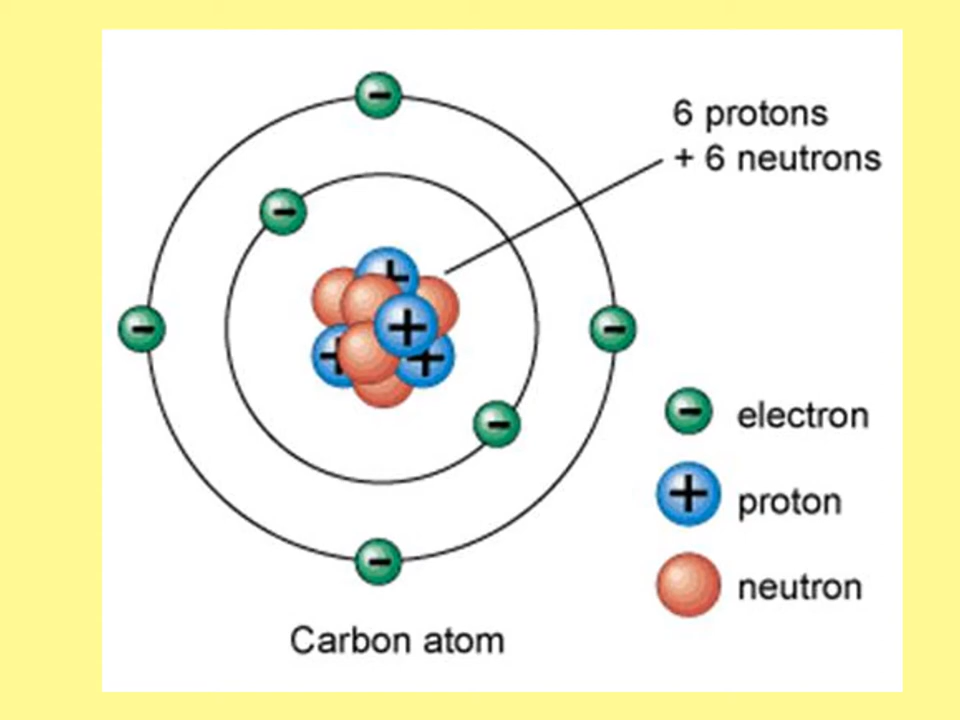 6 protons
+ 6 neutrons
electron
proton
neutron
Carbon atom